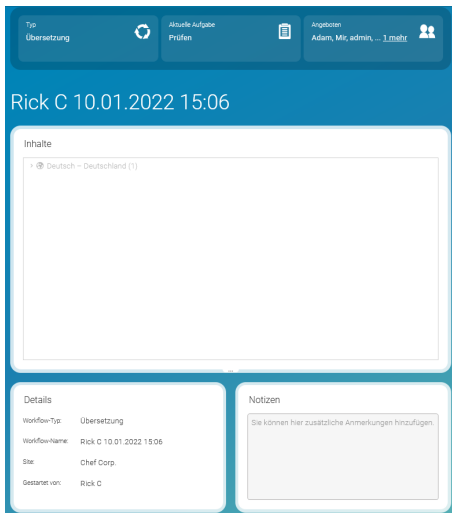 Typ
Übersetzung
Aktuelle Aufgabe
Prüfen
Angeboten
Adam, Mir, admin, ... 1 mehr
Rick C 10.01.2022 15:06
Inhalte
Deutsch – Deutschland (1)
Details
Workflow-Typ: Übersetzung
Workflow-Name: Rick C 10.01.2022 15:06
Site: Chef Corp.
Gestartet von: Rick C
Notizen
Sie können hier zusätzliche Anmerkungen hinzufügen.